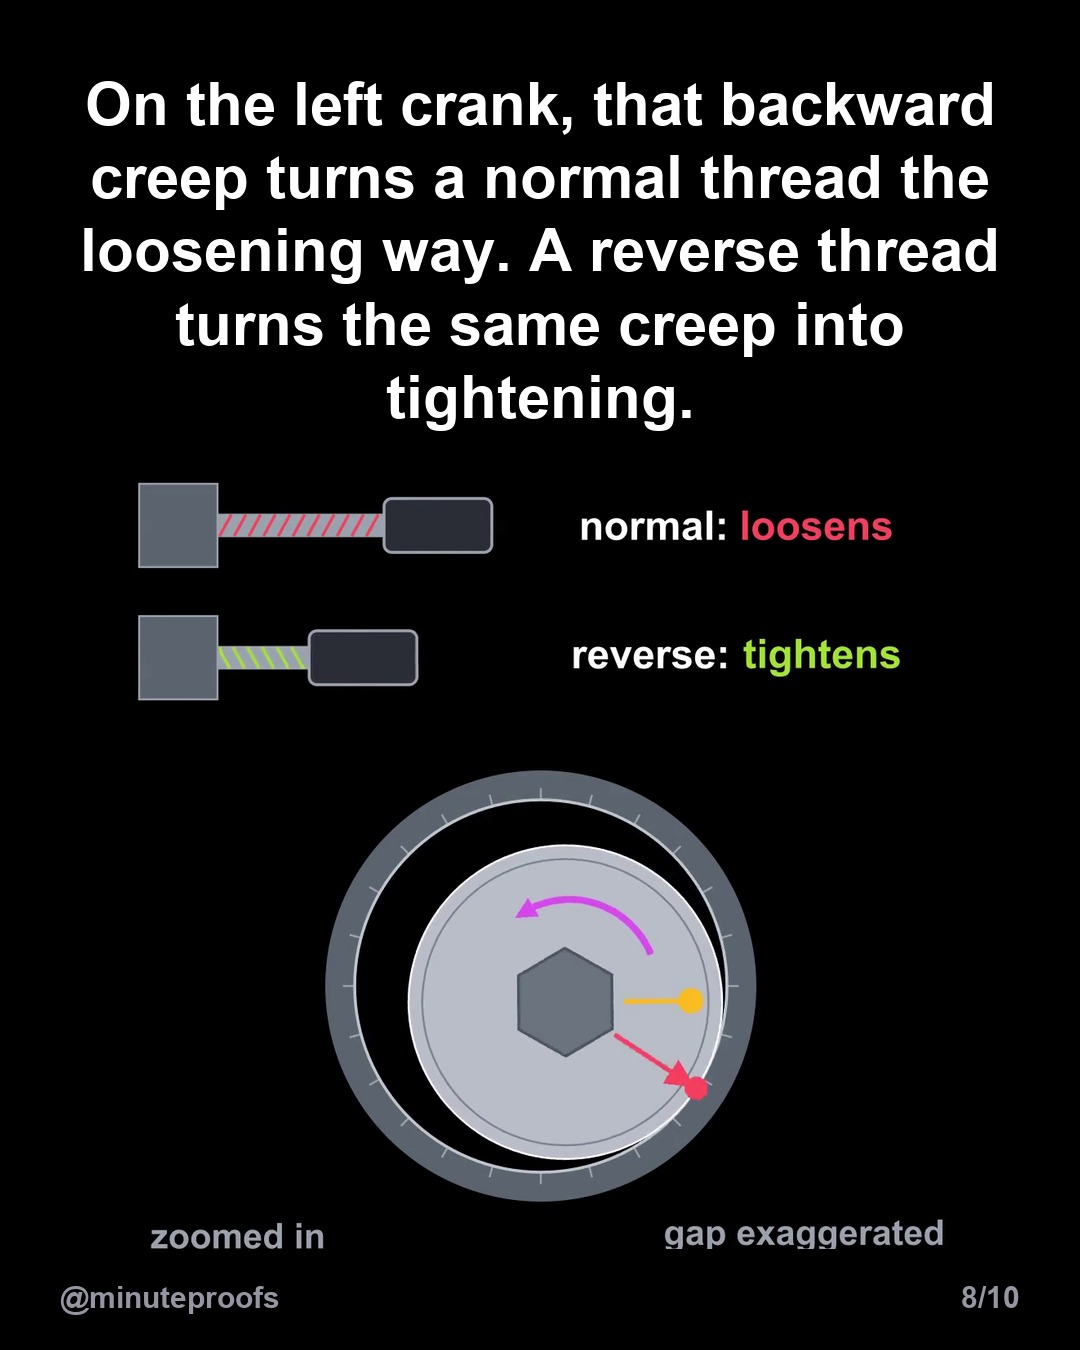 On the left crank, that backward
creep turns a normal thread the
loosening way. A reverse thread
turns the same creep into
tightening.
normal: loosens
reverse: tightens
zoomed in
gap exaggerated
@minuteproofs
8/10